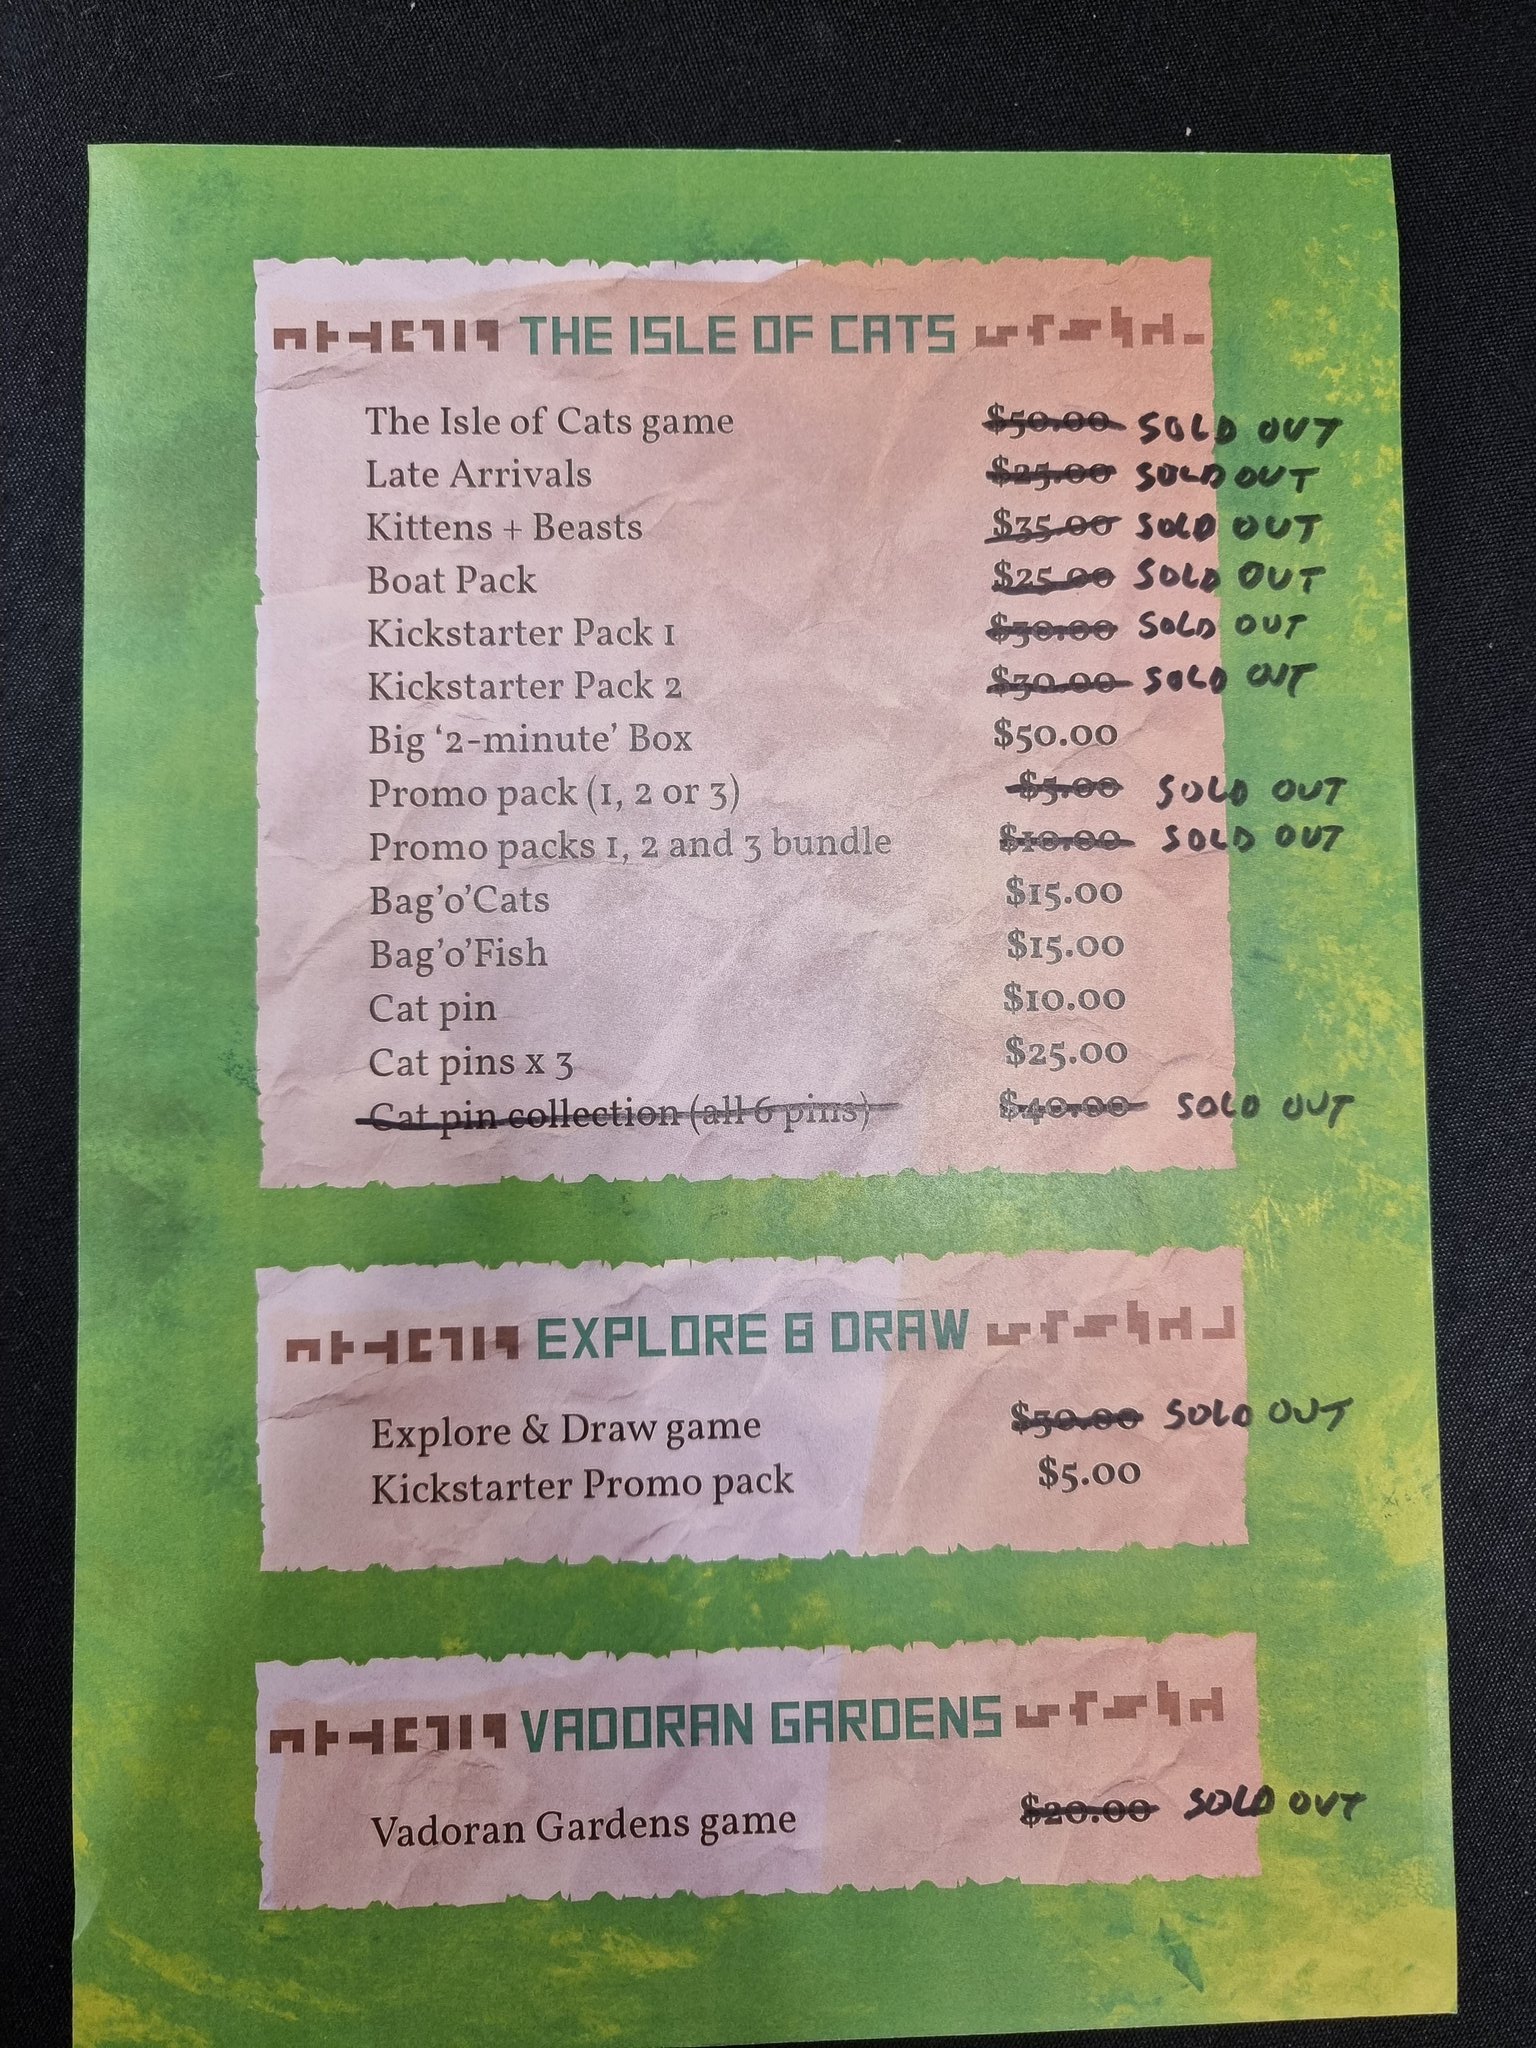 THE ISLE OF CATS
The Isle of Cats game $50.00 SOLD OUT
Late Arrivals $25.00 SOLD OUT
Kittens + Beasts $35.00 SOLD OUT
Boat Pack $25.00 SOLD OUT
Kickstarter Pack 1 $30.00 SOLD OUT
Kickstarter Pack 2 $30.00 SOLD OUT
Big ‘2-minute’ Box $50.00
Promo pack (1, 2 or 3) $5.00 SOLD OUT
Promo packs 1, 2 and 3 bundle $10.00 SOLD OUT
Bag’o’Cats $15.00
Bag’o’Fish $15.00
Cat pin $10.00
Cat pins x 3 $25.00
Cat pin collection (all 6 pins) $40.00 SOLD OUT
EXPLORE & DRAW
Explore & Draw game $30.00 SOLD OUT
Kickstarter Promo pack $5.00
VADORAN GARDENS
Vadoran Gardens game $20.00 SOLD OUT